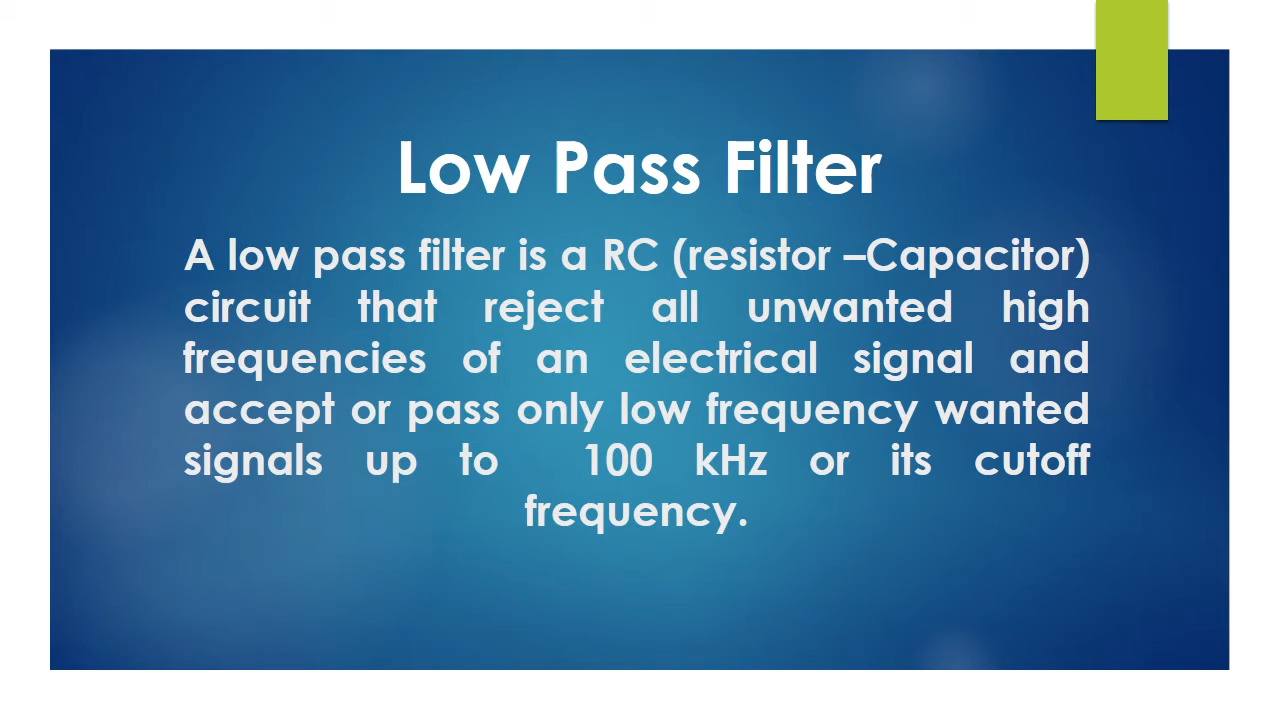 Low Pass Filter
A low pass filter is a RC (resistor –Capacitor)
circuit that reject all unwanted high
frequencies of an electrical signal and
accept or pass only low frequency wanted
signals up to 100 kHz or its cutoff
frequency.